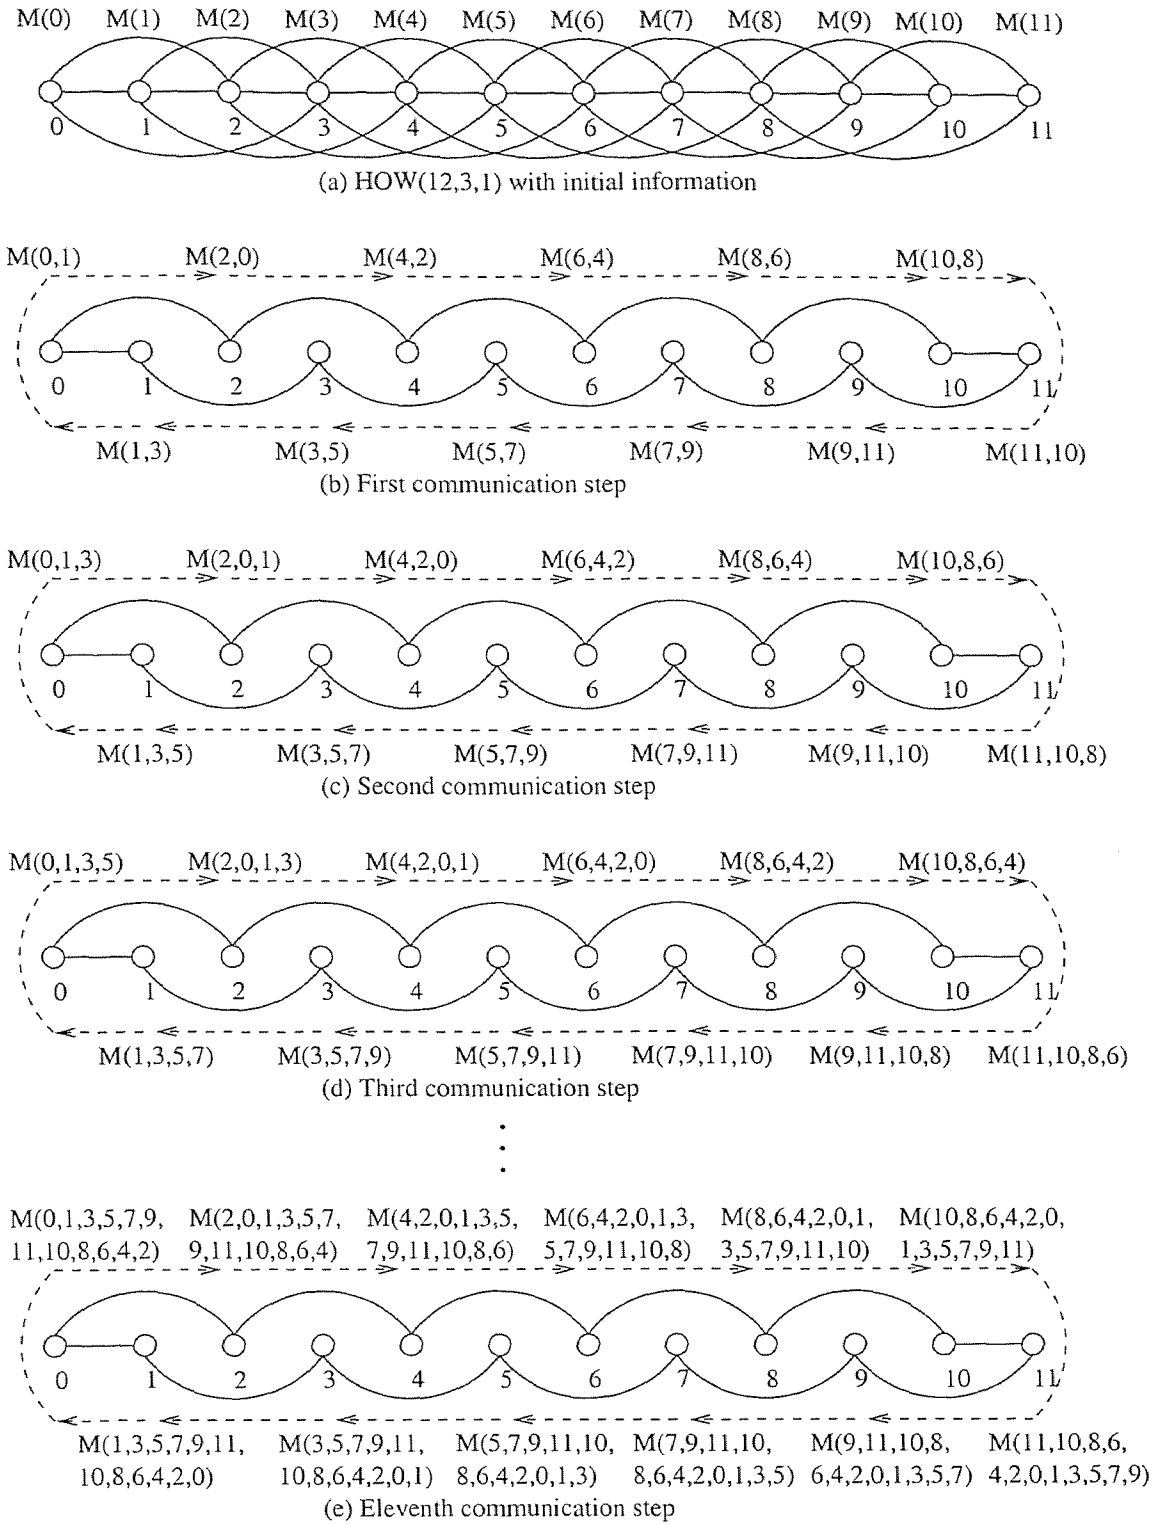 M(0) M(1) M(2) M(3) M(4) M(5) M(6) M(7) M(8) M(9) M(10) M(11)
0 1 2 3 4 5 6 7 8 9 10 11
(a) HOW(12,3,1) with initial information
M(0,1) M(2,0) M(4,2) M(6,4) M(8,6) M(10,8)
0 1 2 3 4 5 6 7 8 9 10 11
M(1,3) M(3,5) M(5,7) M(7,9) M(9,11) M(11,10)
(b) First communication step
M(0,1,3) M(2,0,1) M(4,2,0) M(6,4,2) M(8,6,4) M(10,8,6)
0 1 2 3 4 5 6 7 8 9 10 11
M(1,3,5) M(3,5,7) M(5,7,9) M(7,9,11) M(9,11,10) M(11,10,8)
(c) Second communication step
M(0,1,3,5) M(2,0,1,3) M(4,2,0,1) M(6,4,2,0) M(8,6,4,2) M(10,8,6,4)
0 1 2 3 4 5 6 7 8 9 10 11
M(1,3,5,7) M(3,5,7,9) M(5,7,9,11) M(7,9,11,10) M(9,11,10,8) M(11,10,8,6)
(d) Third communication step
M(0,1,3,5,7,9, M(2,0,1,3,5,7, M(4,2,0,1,3,5, M(6,4,2,0,1,3, M(8,6,4,2,0,1, M(10,8,6,4,2,0,
11,10,8,6,4,2) 9,11,10,8,6,4) 7,9,11,10,8,6) 5,7,9,11,10,8) 3,5,7,9,11,10) 1,3,5,7,9,11)
0 1 2 3 4 5 6 7 8 9 10 11
M(1,3,5,7,9,11, M(3,5,7,9,11, M(5,7,9,11,10, M(7,9,11,10, M(9,11,10,8, M(11,10,8,6,
10,8,6,4,2,0) 10,8,6,4,2,0,1) 8,6,4,2,0,1,3) 8,6,4,2,0,1,3,5) 6,4,2,0,1,3,5,7) 4,2,0,1,3,5,7,9)
(e) Eleventh communication step